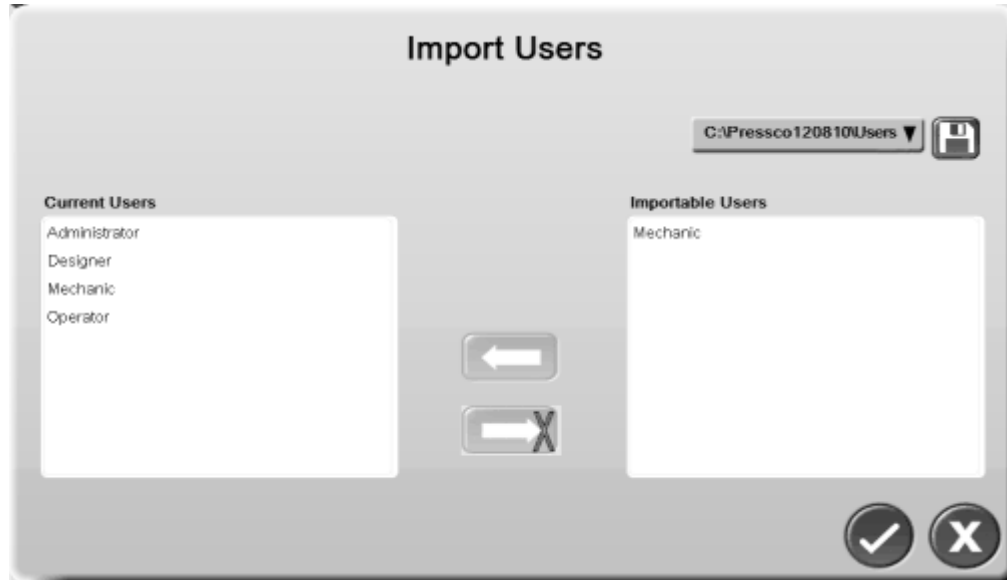 Import Users
C:\Pressco120810\Users
Current Users
Administrator
Designer
Mechanic
Operator
Importable Users
Mechanic